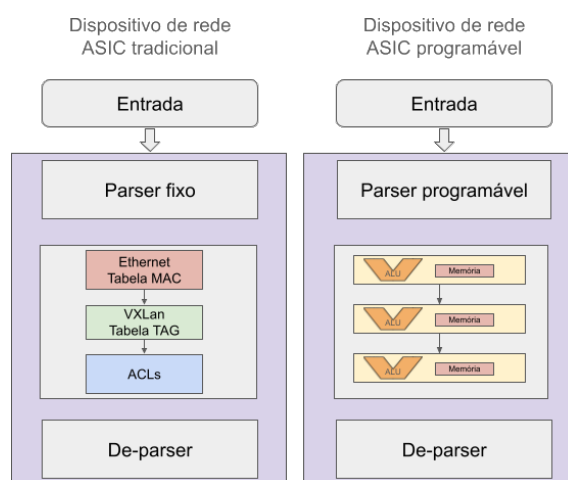 Dispositivo de rede
ASIC tradicional
Entrada
Parser fixo
Ethernet
Tabela MAC
VXLan
Tabela TAG
ACLs
De-parser
Dispositivo de rede
ASIC programável
Entrada
Parser programável
ALU
Memória
ALU
Memória
ALU
Memória
De-parser